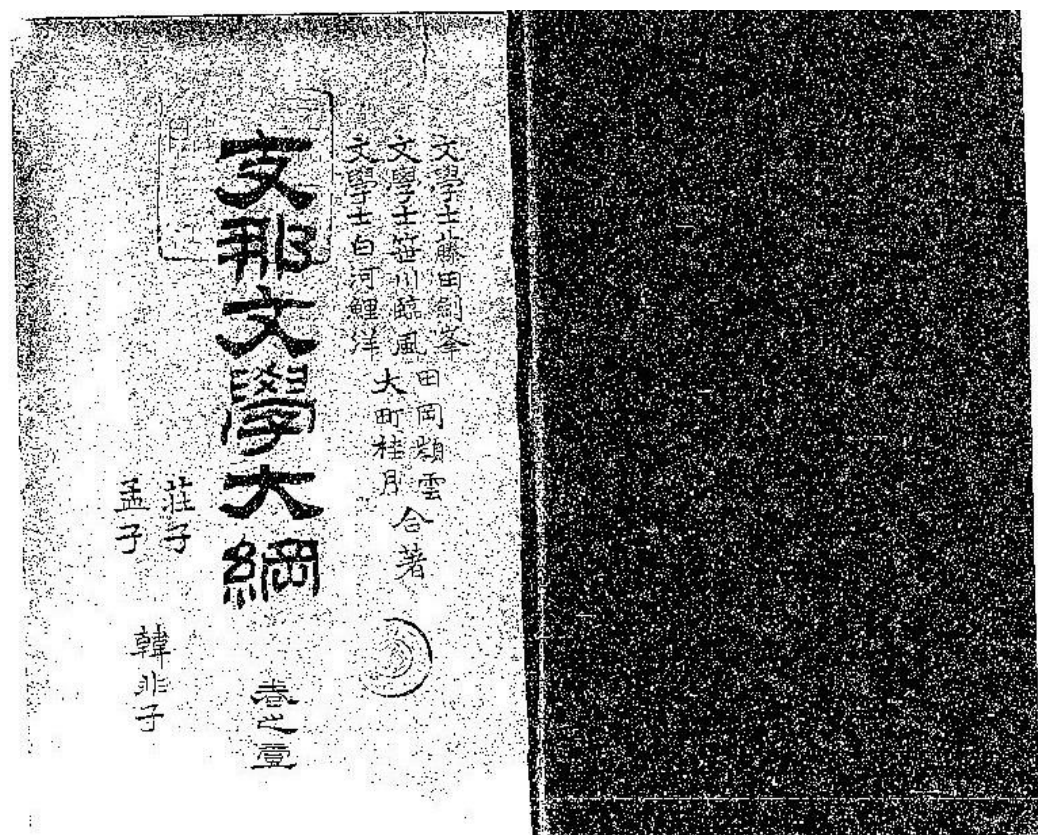 文學士藤田劍峯
文學士笹川臨風
文學士白河鯉洋
田岡嶺雲
大町桂月
合著
支那文學大綱
卷之壹
莊子
孟子
韓非子